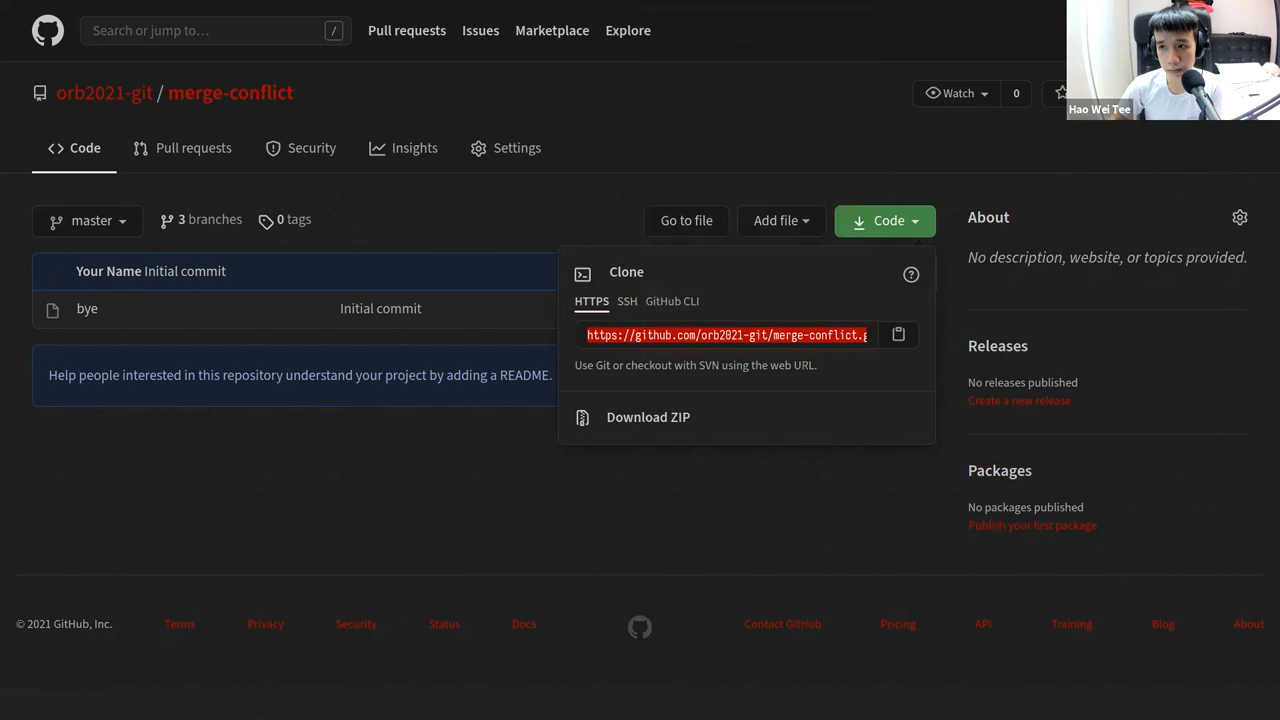 Search or jump to... /
Pull requests Issues Marketplace Explore
Hao Wei Tee
orb2021-git / merge-conflict
Watch 0
Code Pull requests Security Insights Settings
master 3 branches 0 tags
Go to file Add file Code
About
No description, website, or topics provided.
Your Name Initial commit
bye Initial commit
Clone
HTTPS SSH GitHub CLI
https://github.com/orb2021-git/merge-conflict.g
Use Git or checkout with SVN using the web URL.
Download ZIP
Help people interested in this repository understand your project by adding a README.
Releases
No releases published
Create a new release
Packages
No packages published
Publish your first package
© 2021 GitHub, Inc. Terms Privacy Security Status Docs Contact GitHub Pricing API Training Blog About